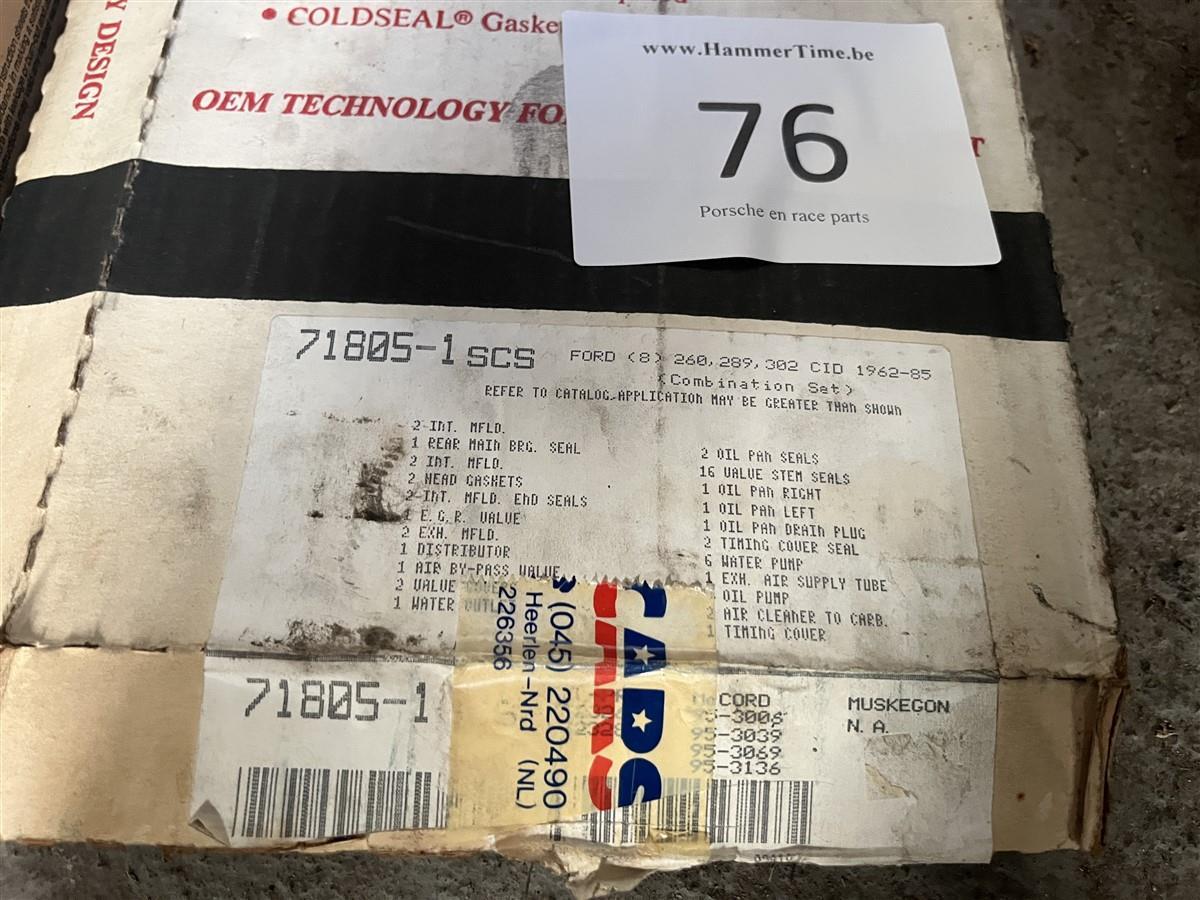 Y DESIGN
• COLDSEAL® Gaske
OEM TECHNOLOGY FO
T
www.HammerTime.be
76
Porsche en race parts
71805-1 SCS FORD (8) 260,289,302 CID 1962-85
(Combination Set)
REFER TO CATALOG-APPLICATION MAY BE GREATER THAN SHOWN
2 INT. MFLD.
1 REAR MAIN BRG. SEAL
2 INT. MFLD.
2 HEAD GASKETS
2 INT. MFLD. END SEALS
1 E.G.R. VALVE
2 EXH. MFLD.
1 DISTRIBUTOR
1 AIR BY-PASS VALVE
2 VALVE
1 WATER
2 OIL PAN SEALS
16 VALVE STEM SEALS
1 OIL PAN RIGHT
1 OIL PAN LEFT
1 OIL PAN DRAIN PLUG
2 TIMING COVER SEAL
6 WATER PUMP
1 EXH. AIR SUPPLY TUBE
OIL PUMP
2 AIR CLEANER TO CARB.
1 TIMING COVER
71805-1
CARS
(045) 220490
Heerlen-Nrd (NL)
226356
McCORD
95-3006
95-3039
95-3069
95-3136
MUSKEGON
N. A.